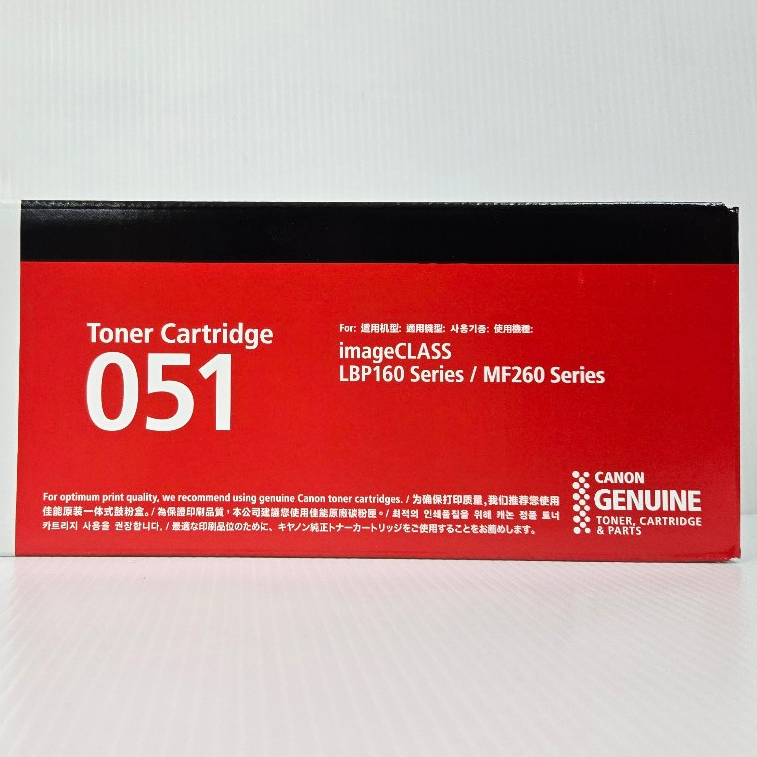 Toner Cartridge
051
For: 适用机型: 適用機型: 사용기종: 使用機種:
imageCLASS
LBP160 Series / MF260 Series
For optimum print quality, we recommend using genuine Canon toner cartridges. / 为确保打印质量,我们推荐您使用
佳能原装一体式鼓粉盒。/ 為保證印刷品質，本公司建議您使用佳能原廠碳粉匣。/ 최적의 인쇄품질을 위해 캐논 정품 토너
카트리지 사용을 권장합니다. / 最適な印刷品位のために、キヤノン純正トナーカートリッジをご使用することをお薦めします。
CANON
GENUINE
TONER, CARTRIDGE
& PARTS